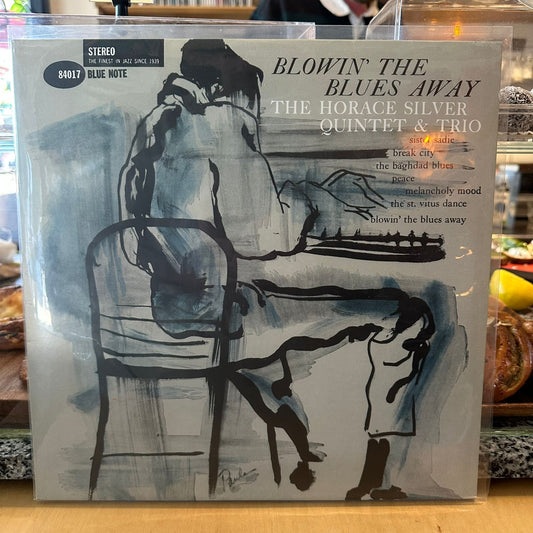 STEREO
THE FINEST IN JAZZ SINCE 1939
84017 BLUE NOTE
BLOWIN' THE
BLUES AWAY
THE HORACE SILVER
QUINTET & TRIO
sister sadie
break city
the baghdad blues
peace
melancholy mood
the st. vitus dance
blowin' the blues away
Paula